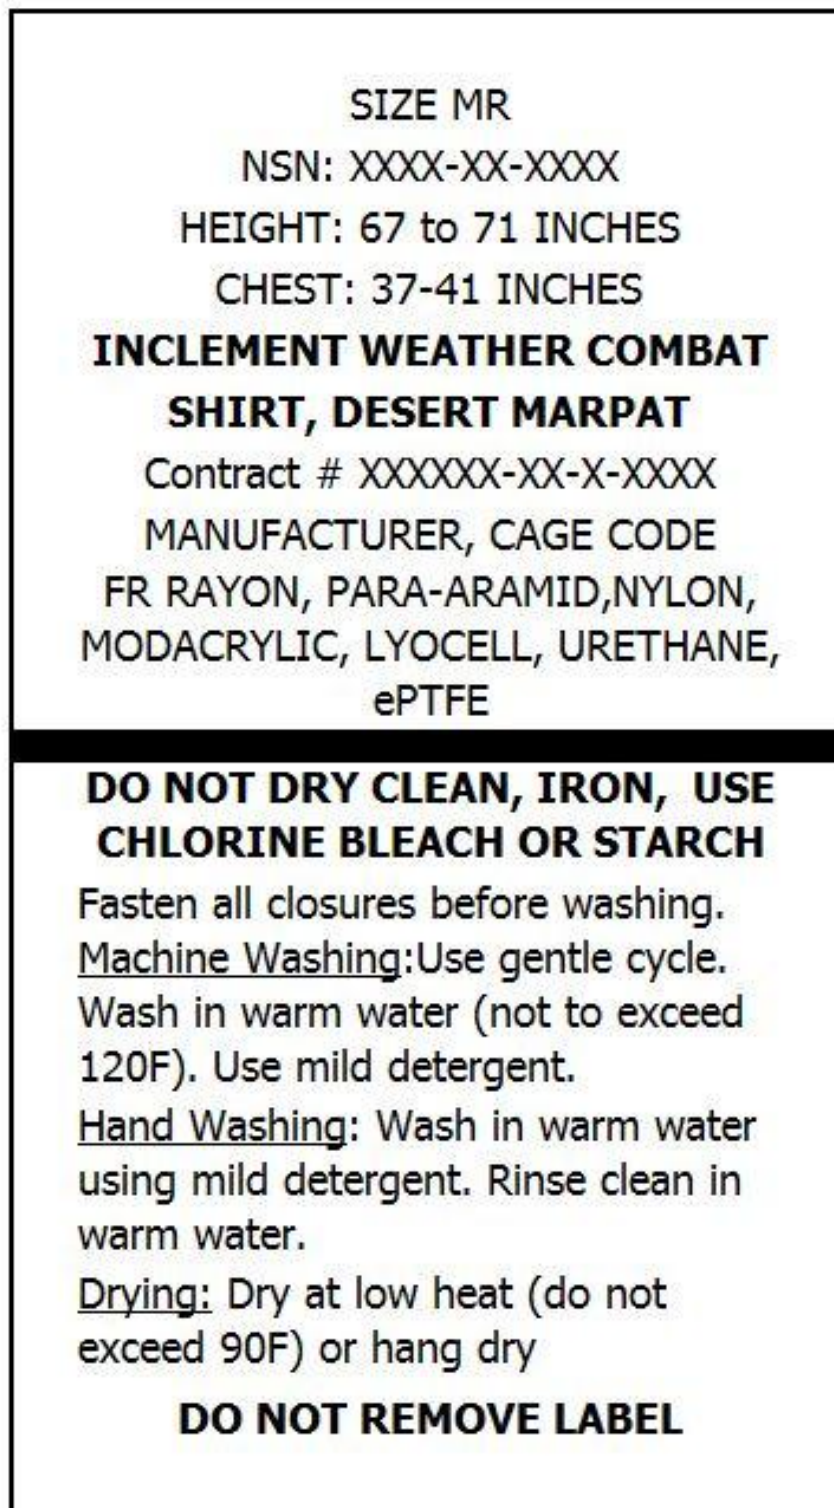 SIZE MR
NSN: XXXX-XX-XXXX
HEIGHT: 67 to 71 INCHES
CHEST: 37-41 INCHES
INCLEMENT WEATHER COMBAT
SHIRT, DESERT MARPAT
Contract # XXXXXX-XX-X-XXXX
MANUFACTURER, CAGE CODE
FR RAYON, PARA-ARAMID,NYLON,
MODACRYLIC, LYOCELL, URETHANE,
ePTFE
DO NOT DRY CLEAN, IRON,  USE
CHLORINE BLEACH OR STARCH
Fasten all closures before washing.
Machine Washing:Use gentle cycle.
Wash in warm water (not to exceed
120F). Use mild detergent.
Hand Washing: Wash in warm water
using mild detergent. Rinse clean in
warm water.
Drying: Dry at low heat (do not
exceed 90F) or hang dry
DO NOT REMOVE LABEL